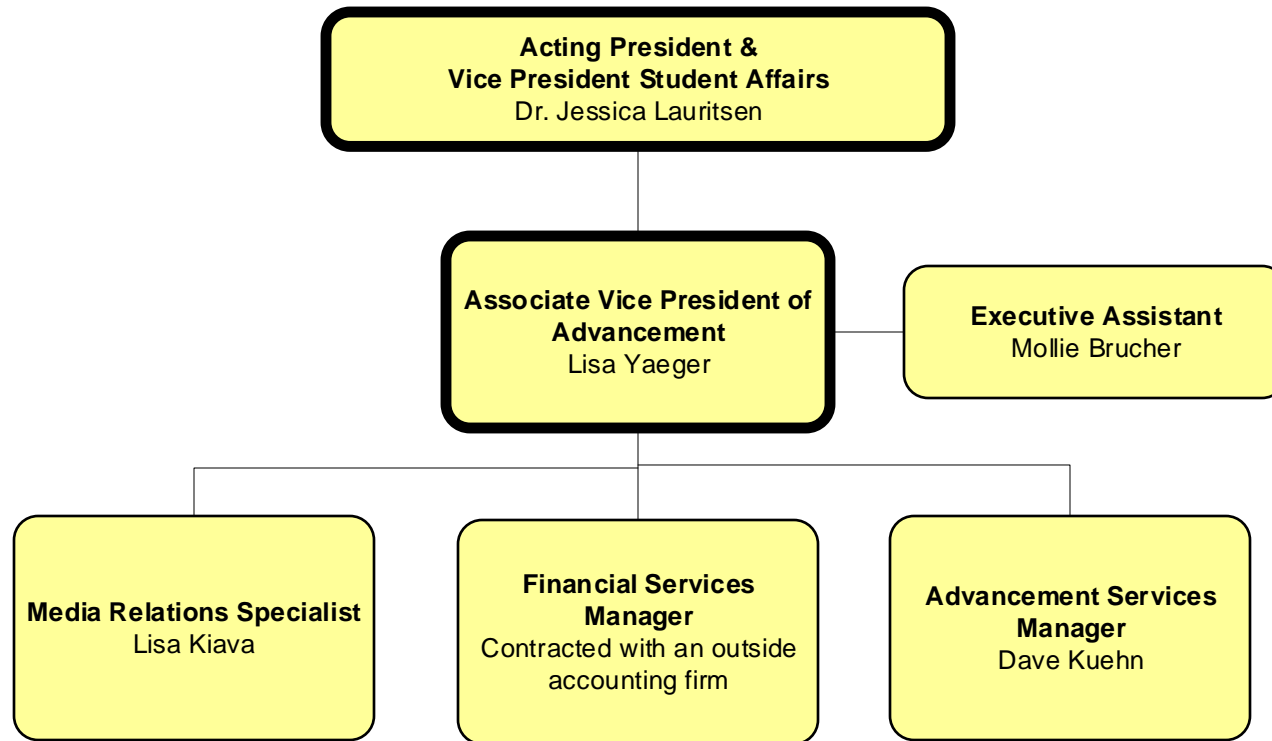 Acting President &
Vice President Student Affairs
Dr. Jessica Lauritsen
Associate Vice President of
Advancement
Lisa Yaeger
Executive Assistant
Mollie Brucher
Media Relations Specialist
Lisa Kiava
Financial Services
Manager
Contracted with an outside
accounting firm
Advancement Services
Manager
Dave Kuehn